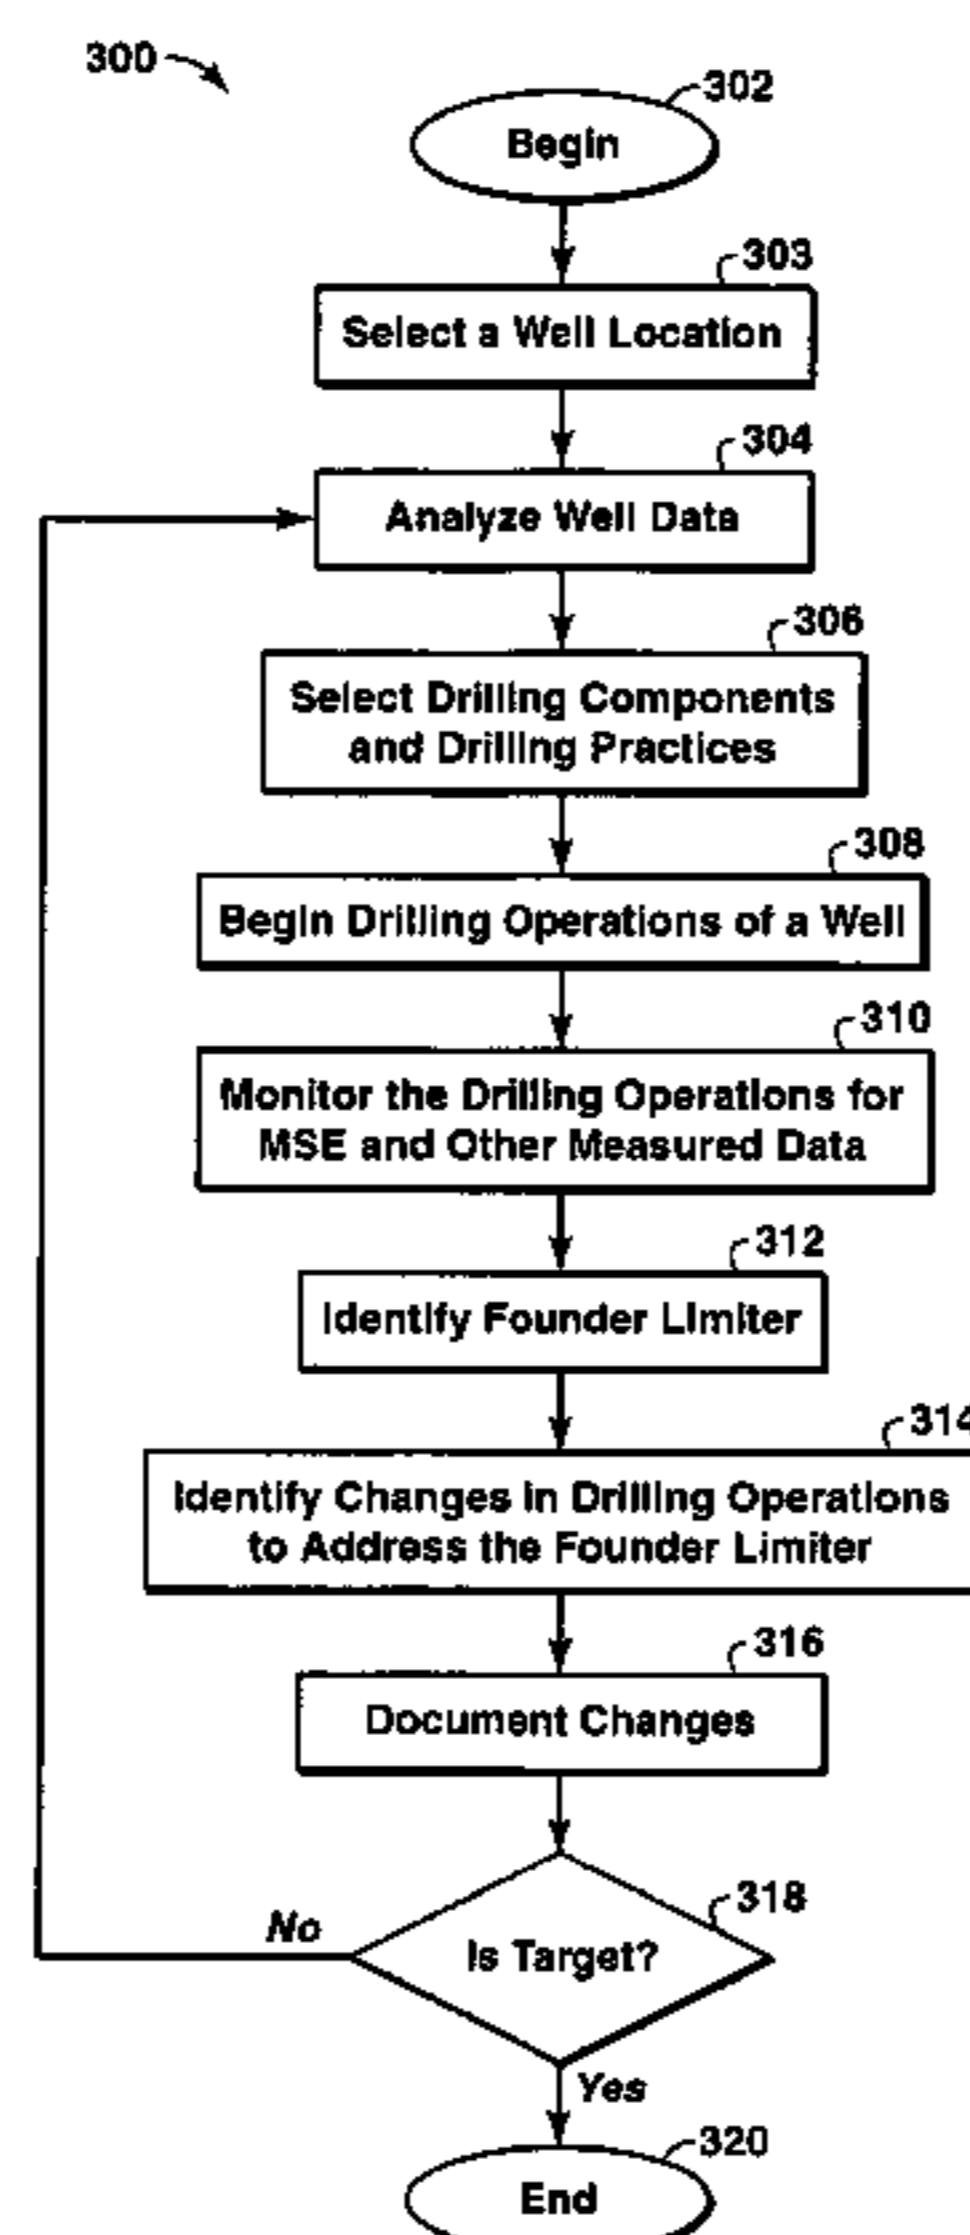 300
302
Begin
303
Select a Well Location
304
Analyze Well Data
306
Select Drilling Components
and Drilling Practices
308
Begin Drilling Operations of a Well
310
Monitor the Drilling Operations for
MSE and Other Measured Data
312
Identify Founder Limiter
314
Identify Changes in Drilling Operations
to Address the Founder Limiter
316
Document Changes
318
No
Is Target?
Yes
320
End